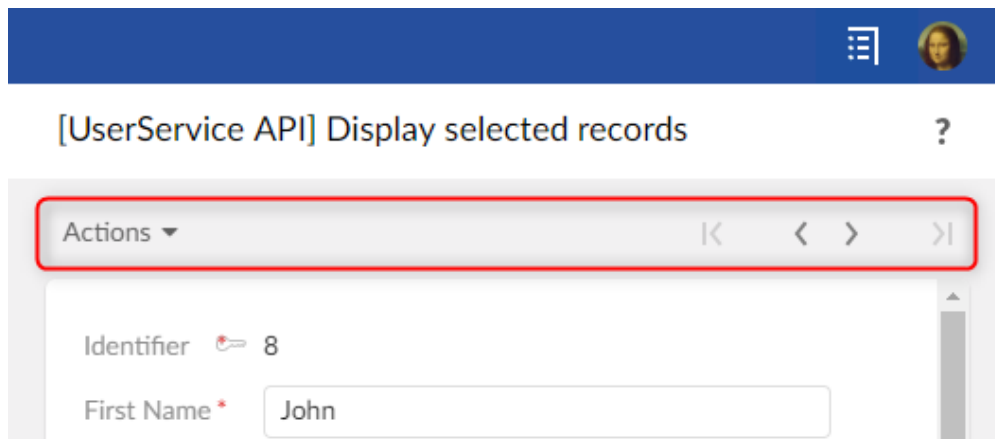 [UserService API] Display selected records ?
Actions
Identifier 8
First Name * John